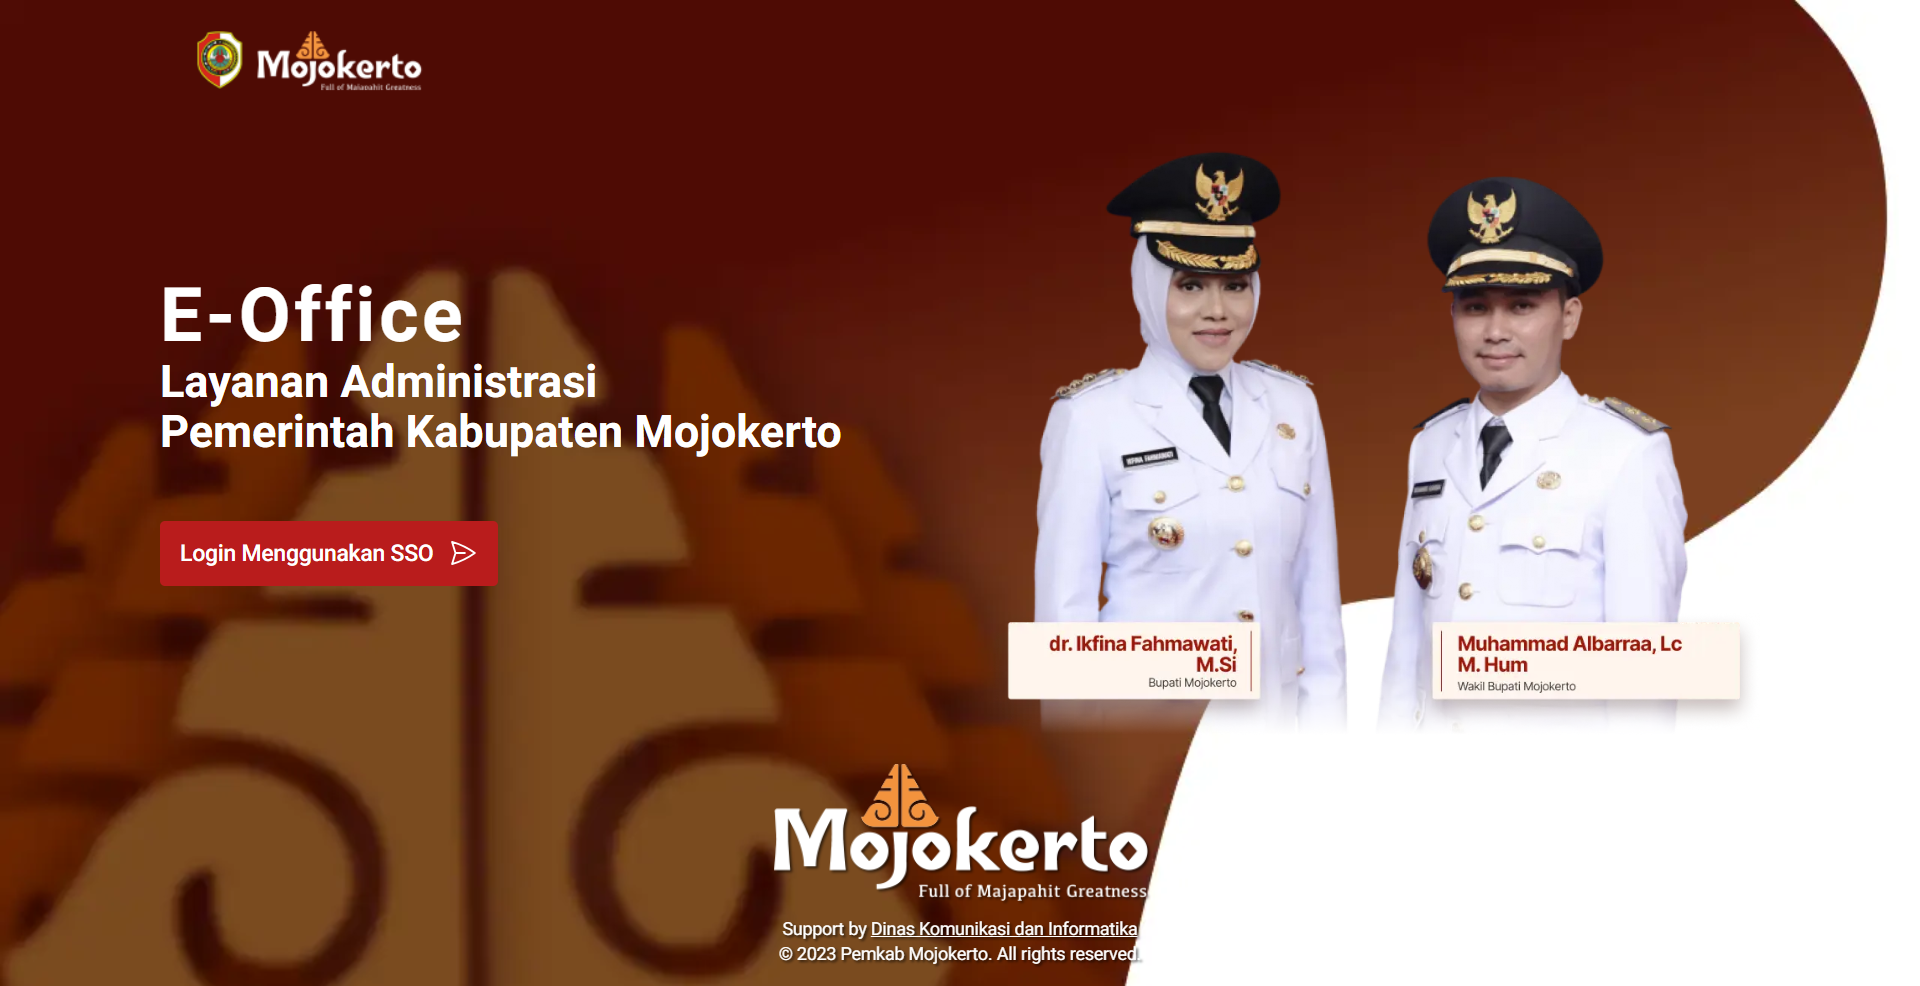 Mojokerto
Full of Majapahit Greatness
E-Office
Layanan Administrasi
Pemerintah Kabupaten Mojokerto
Login Menggunakan SSO
IKFINA FAHMAWATI
dr. Ikfina Fahmawati,
M.Si
Bupati Mojokerto
Muhammad Albarraa, Lc
M. Hum
Wakil Bupati Mojokerto
Mojokerto
Full of Majapahit Greatness
Support by Dinas Komunikasi dan Informatika
© 2023 Pemkab Mojokerto. All rights reserved.